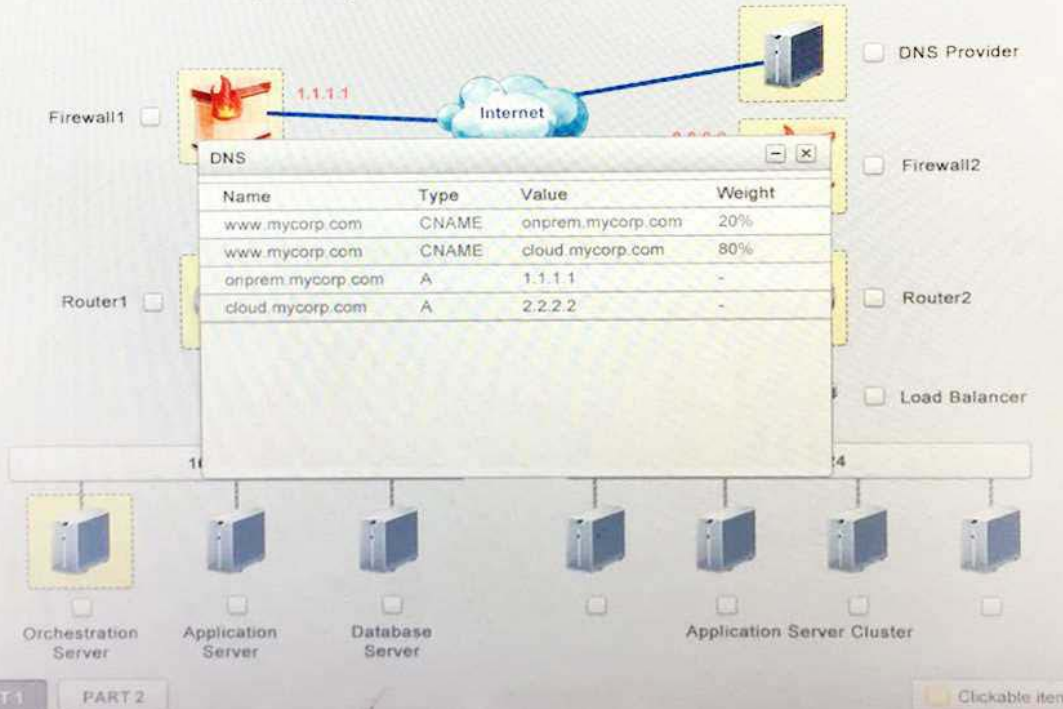 DNS Provider
1.1.1.1
Internet
Firewall1
DNS
Firewall2
Name Type Value Weight
www.mycorp.com CNAME onprem.mycorp.com 20%
www.mycorp.com CNAME cloud.mycorp.com 80%
onprem.mycorp.com A 1.1.1.1 -
cloud.mycorp.com A 2.2.2.2 -
Router1
Router2
Load Balancer
Orchestration Server
Application Server
Database Server
Application Server Cluster
PART 2
Clickable item